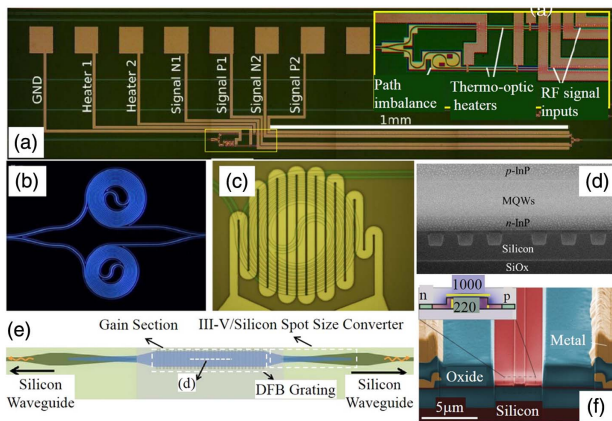 GND
Heater 1
Heater 2
Signal N1
Signal P1
Signal N2
Signal P2
(a)
Path
imbalance
Thermo-optic
heaters
RF signal
inputs
1mm
(a)
(b)
(c)
(d)
p-InP
MQWs
n-InP
Silicon
SiOx
(e)
Gain Section
III-V/Silicon Spot Size Converter
(d)
DFB Grating
Silicon
Waveguide
Silicon
Waveguide
1000
n
p
220
Metal
Oxide
Silicon
5μm
(f)